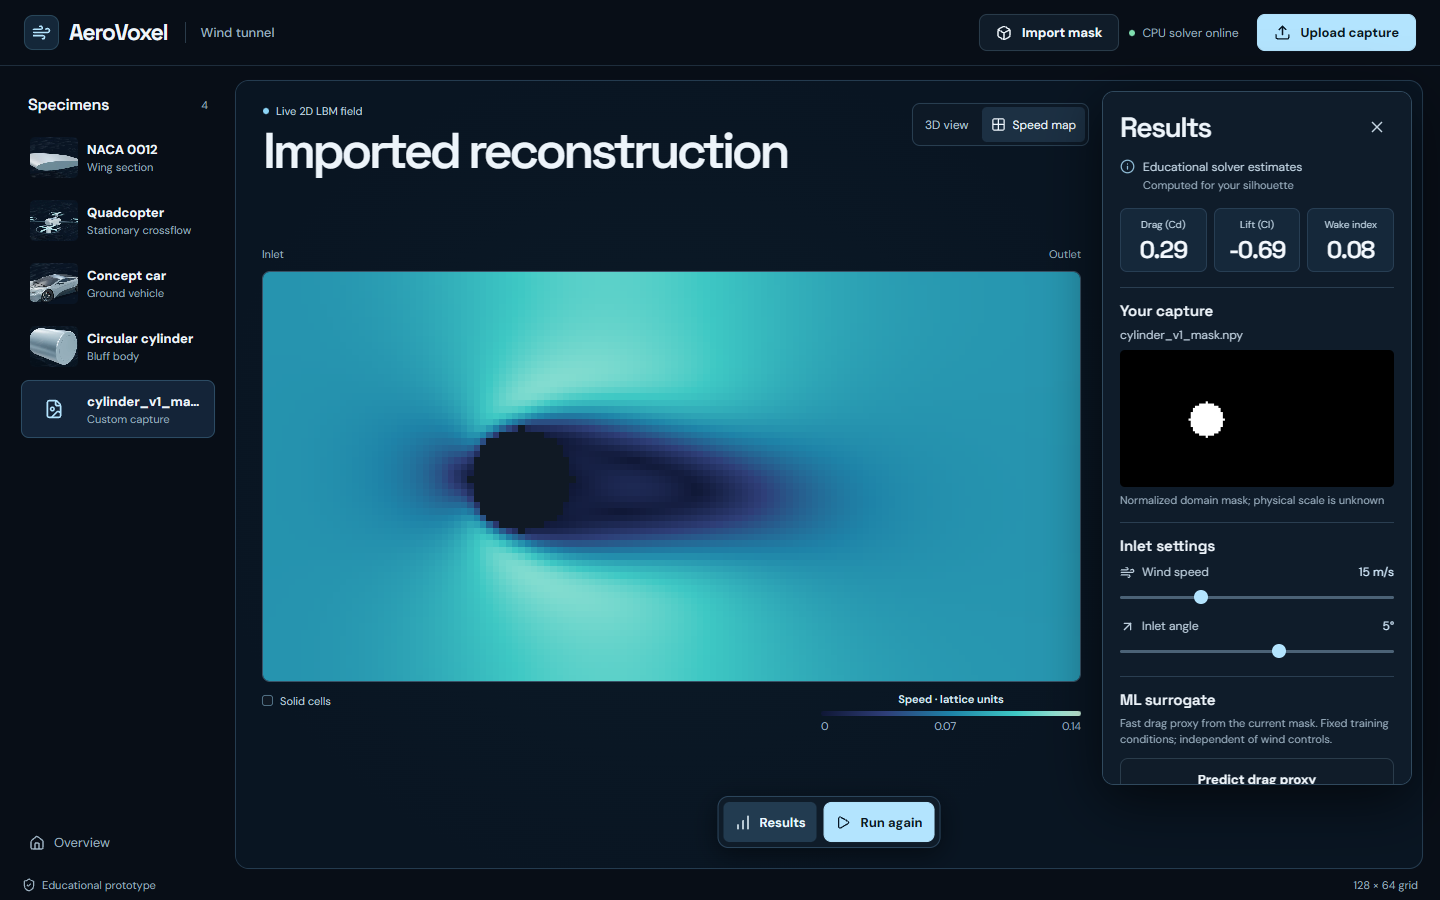 AeroVoxel
Wind tunnel
Import mask
CPU solver online
Upload capture
Specimens
4
NACA 0012
Wing section
Quadcopter
Stationary crossflow
Concept car
Ground vehicle
Circular cylinder
Bluff body
cylinder_v1_ma...
Custom capture
Overview
Educational prototype
Live 2D LBM field
Imported reconstruction
3D view
Speed map
Inlet
Outlet
Solid cells
Speed · lattice units
0 0.07 0.14
Results
Run again
Results
Educational solver estimates
Computed for your silhouette
Drag (Cd)
0.29
Lift (Cl)
-0.69
Wake index
0.08
Your capture
cylinder_v1_mask.npy
Normalized domain mask; physical scale is unknown
Inlet settings
Wind speed
15 m/s
Inlet angle
5°
ML surrogate
Fast drag proxy from the current mask. Fixed training
conditions; independent of wind controls.
Predict drag proxy
128 × 64 grid